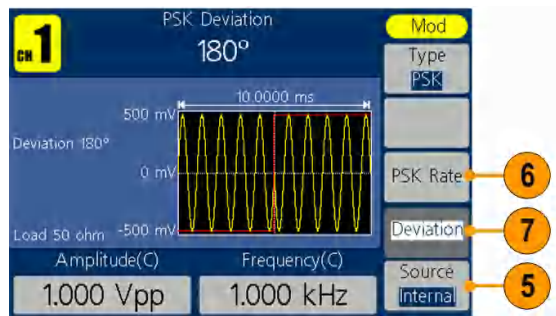 CH 1
PSK Deviation
180°
Mod
Type
PSK
10.0000 ms
500 mV
Deviation 180°
0 mV
PSK Rate
6
Deviation
7
Load 50 ohm
-500 mV
Amplitude(C)
Frequency(C)
Source
Internal
5
1.000 Vpp
1.000 kHz